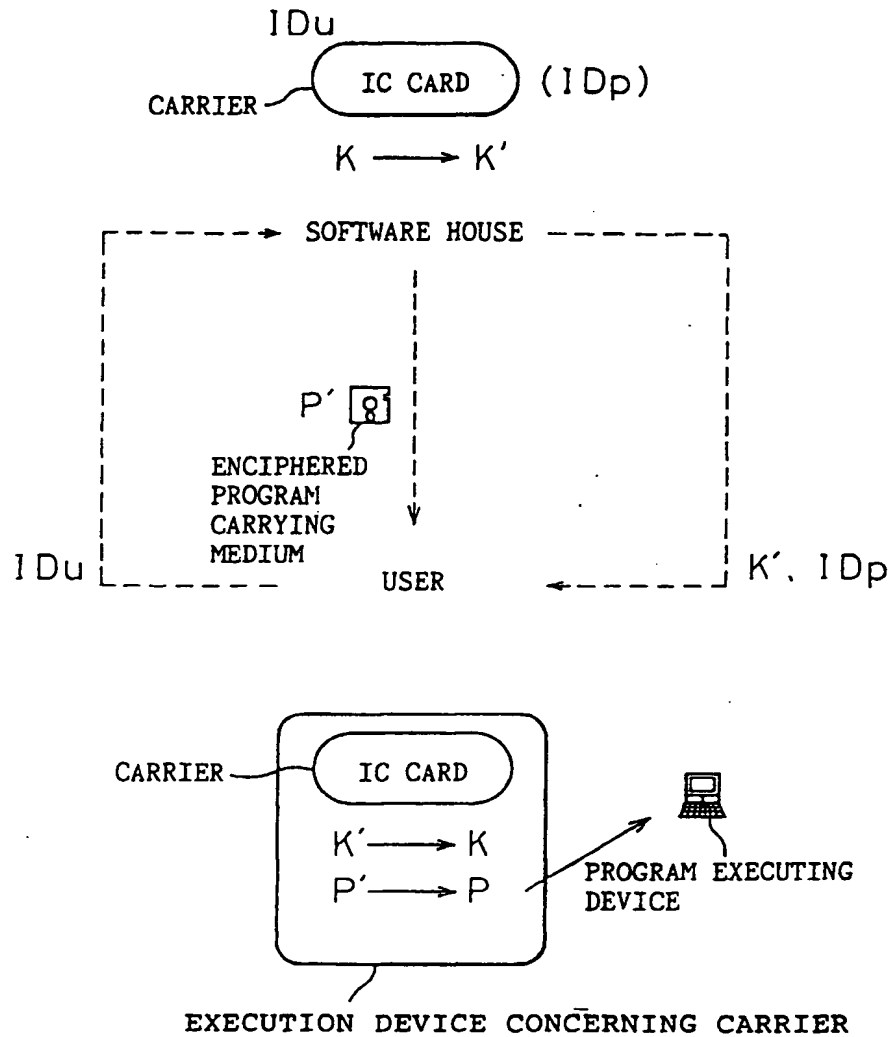 IDu
IC CARD
(IDp)
CARRIER
K → K'
SOFTWARE HOUSE
P'
ENCIPHERED
PROGRAM
CARRYING
MEDIUM
IDu
USER
K', IDp
CARRIER
IC CARD
K' → K
P' → P
PROGRAM EXECUTING
DEVICE
EXECUTION DEVICE CONCERNING CARRIER